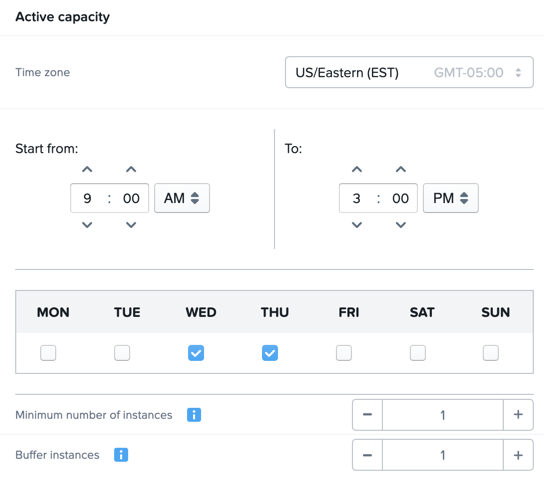 Active capacity
Time zone
US/Eastern (EST) GMT-05:00
Start from:
To:
9 : 00 AM
3 : 00 PM
MON TUE WED THU FRI SAT SUN
Minimum number of instances i − 1 +
Buffer instances i − 1 +